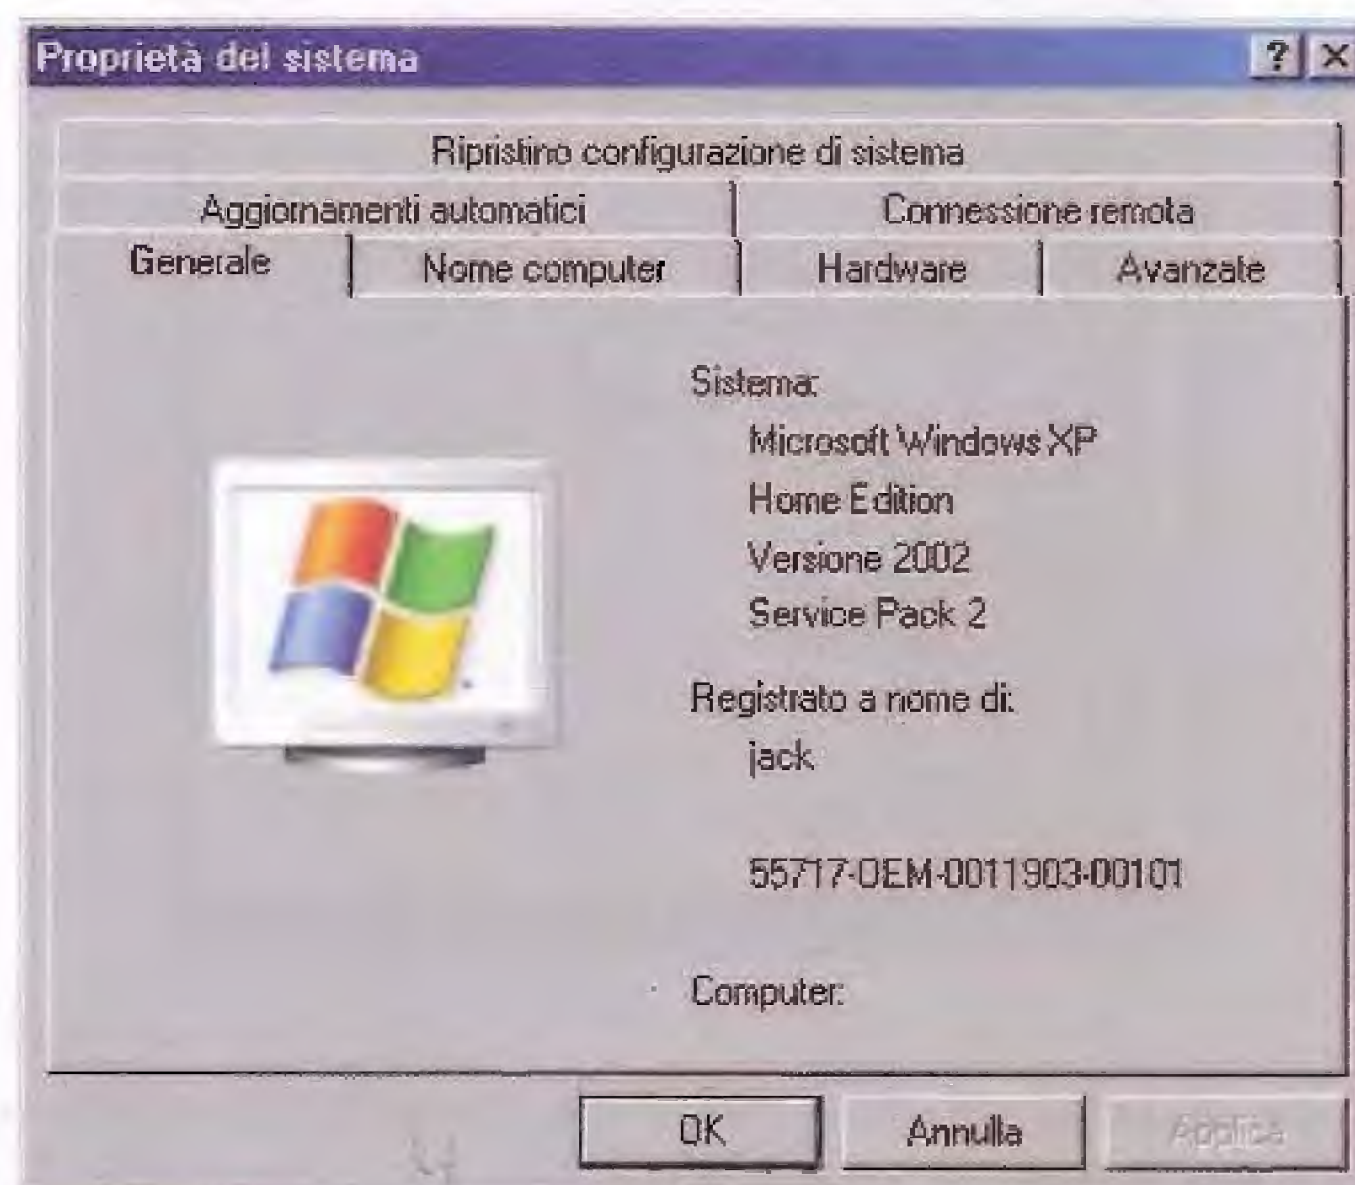 Proprietà del sistema
Ripristino configurazione di sistema
Aggiornamenti automatici Connessione remota
Generale Nome computer Hardware Avanzate
Sistema:
Microsoft Windows XP
Home Edition
Versione 2002
Service Pack 2
Registrato a nome di:
jack
55717-OEM-0011903-00101
Computer:
OK Annulla Applica